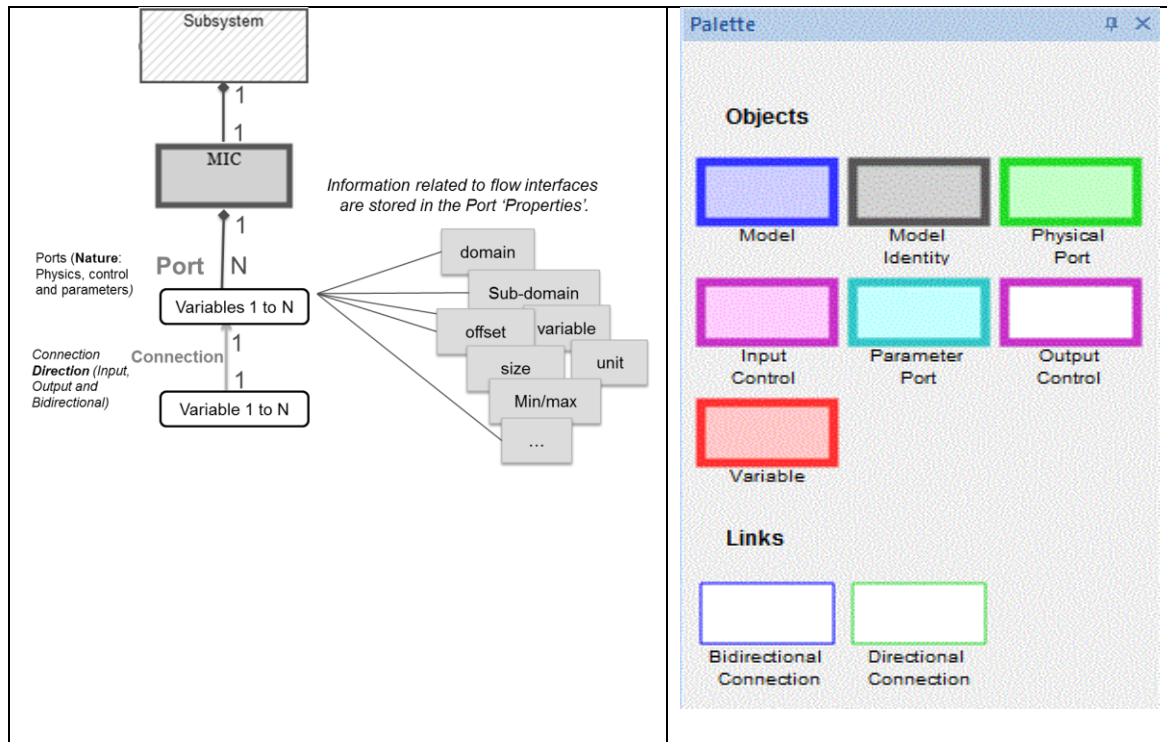 Subsystem
1
1
MIC
1
Information related to flow interfaces
are stored in the Port ‘Properties’.
Ports (Nature:
Physics, control
and parameters)
Port
N
Variables 1 to N
domain
Sub-domain
offset
variable
size
unit
Min/max
...
Connection
Direction (Input,
Output and
Bidirectional)
Connection
1
1
Variable 1 to N
Palette
Objects
Model
Model
Identity
Physical
Port
Input
Control
Parameter
Port
Output
Control
Variable
Links
Bidirectional
Connection
Directional
Connection